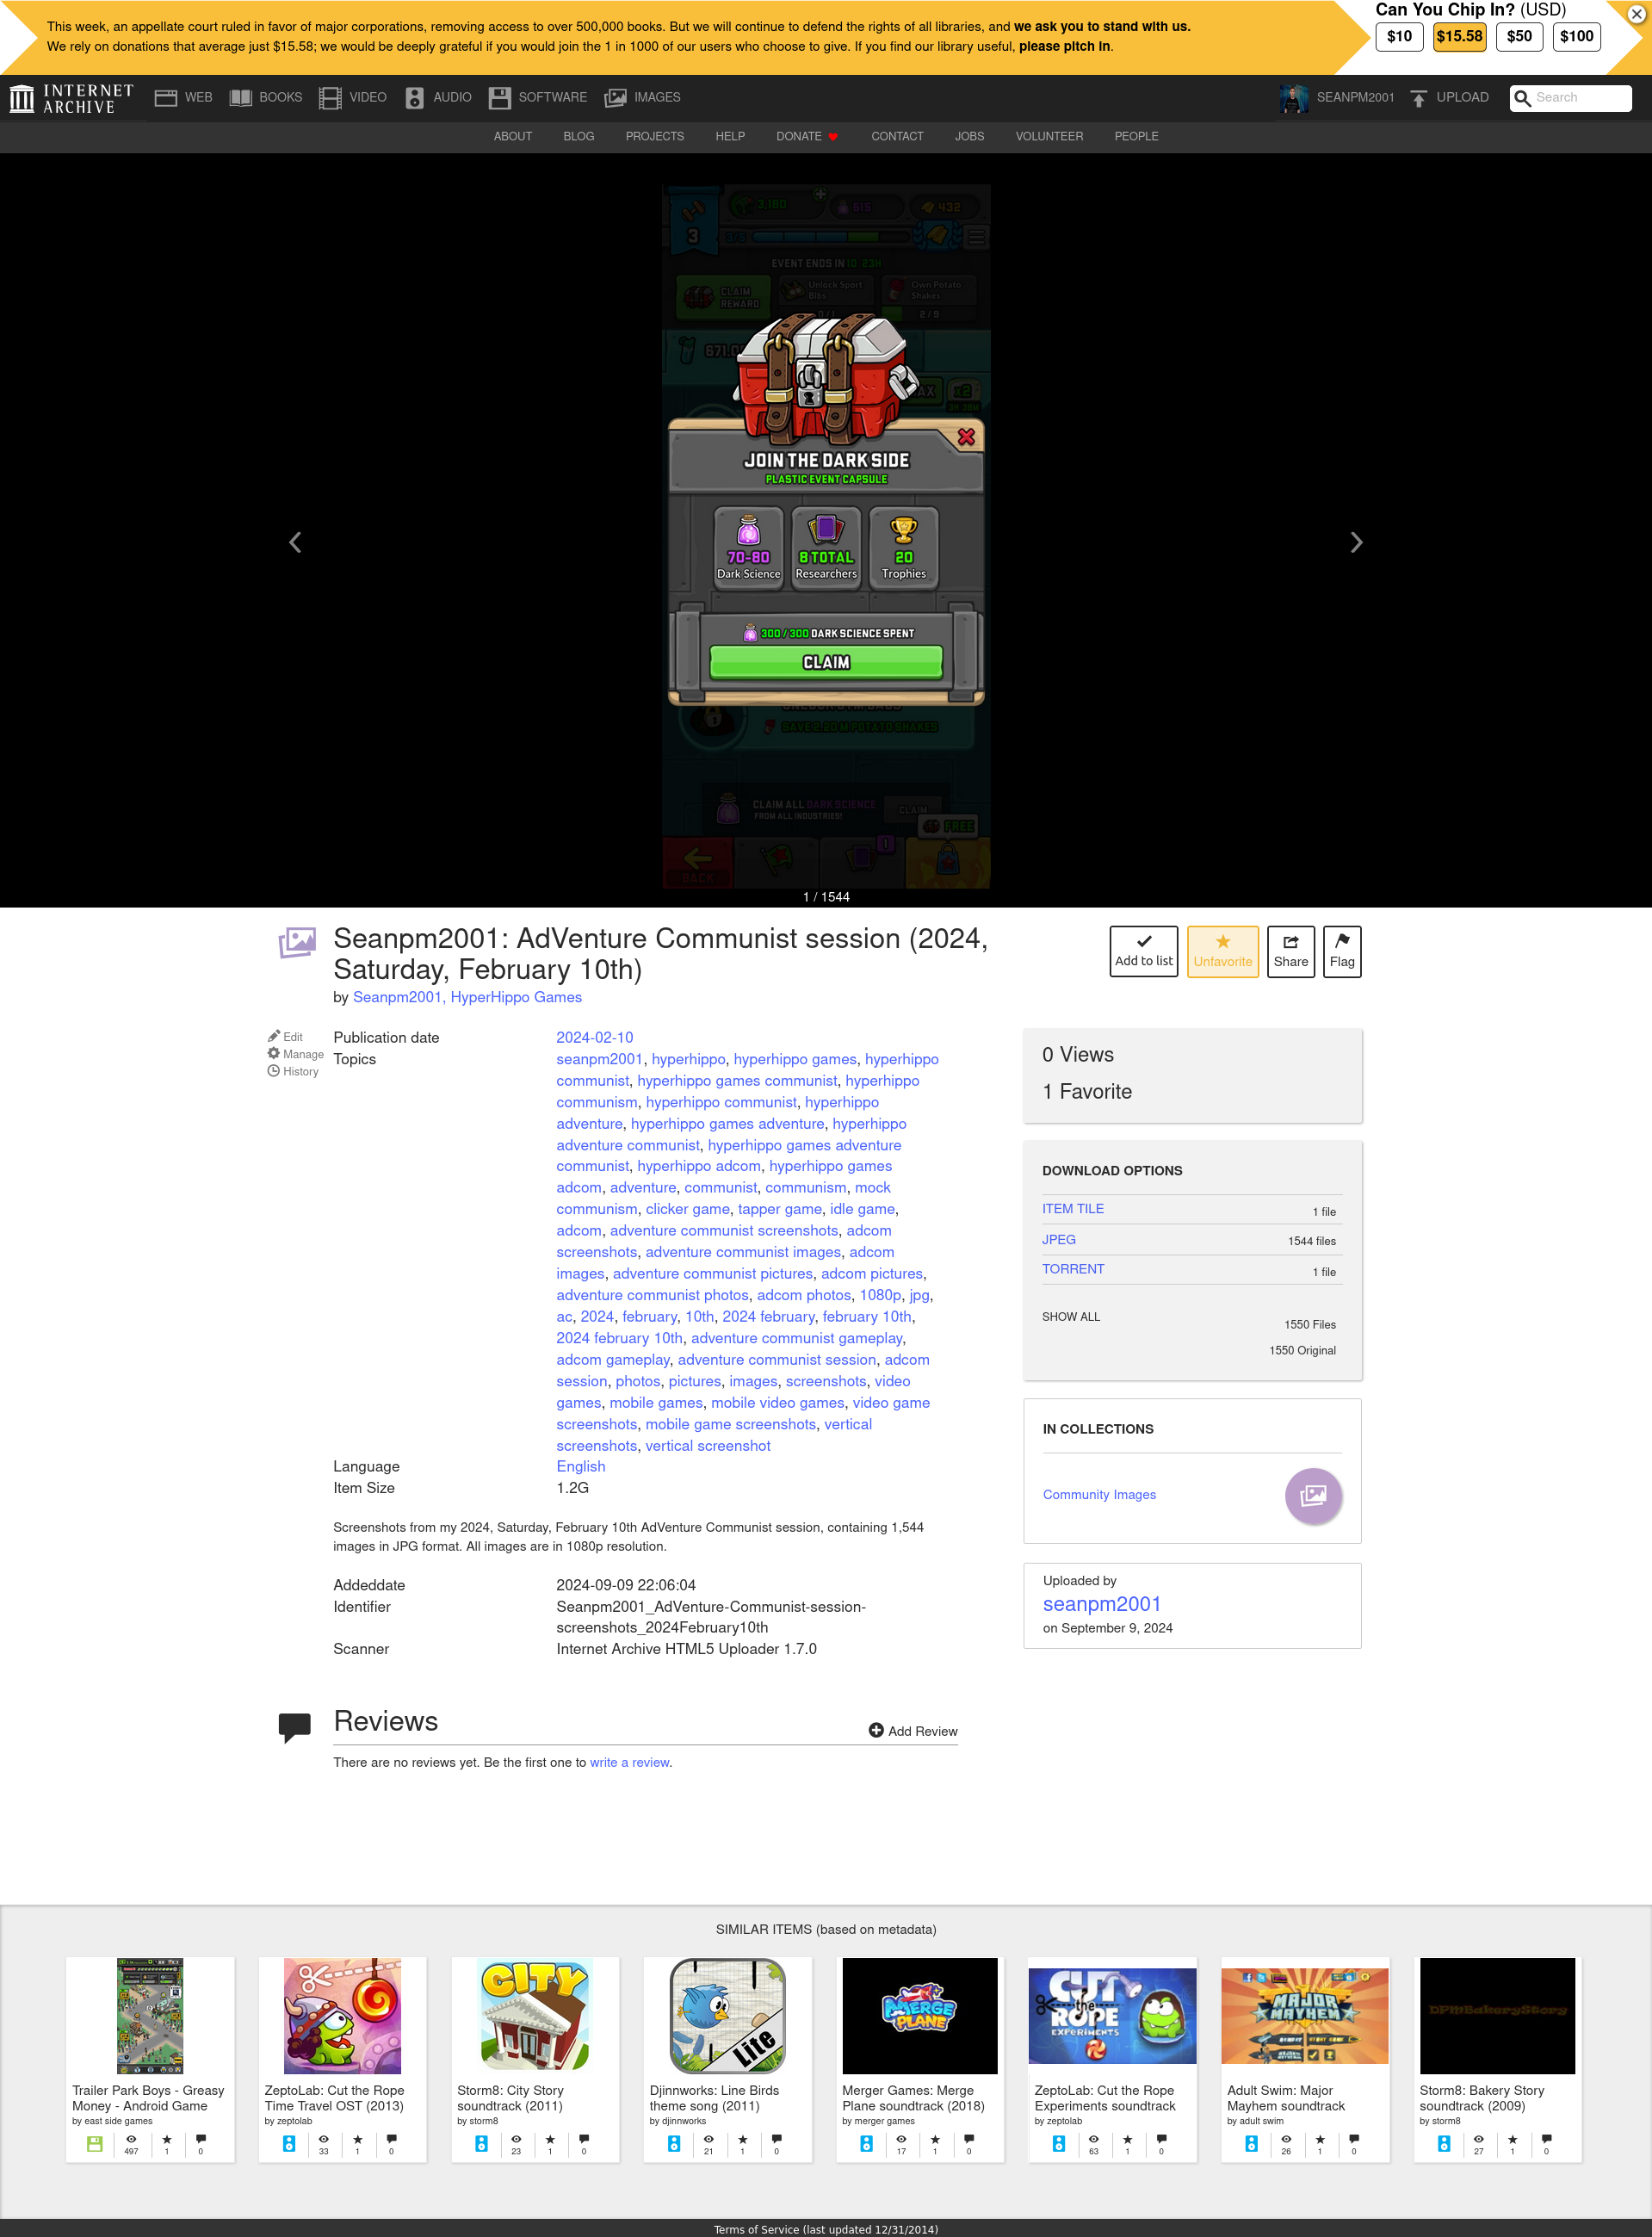 This week, an appellate court ruled in favor of major corporations, removing access to over 500,000 books. But we will continue to defend the rights of all libraries, and we ask you to stand with us.
We rely on donations that average just $15.58; we would be deeply grateful if you would join the 1 in 1000 of our users who choose to give. If you find our library useful, please pitch in.
Can You Chip In? (USD)
$10 $15.58 $50 $100
INTERNET ARCHIVE
WEB BOOKS VIDEO AUDIO SOFTWARE IMAGES SEANPM2001 UPLOAD Search
ABOUT BLOG PROJECTS HELP DONATE CONTACT JOBS VOLUNTEER PEOPLE
3,180 615 432
3
EVENT ENDS IN 10:23H
CLAIM REWARD
Unlock Sport Bibs
Own Potato Shakes
0/1 2/9
JOIN THE DARK SIDE
PLASTIC EVENT CAPSULE
70-80 8 TOTAL 20
Dark Science Researchers Trophies
300/300 DARK SCIENCE SPENT
CLAIM
SAVE 2.20 M POTATO SHAKES
CLAIM ALL DARK SCIENCE
FROM ALL INDUSTRIES!
CLAIM
FREE
BACK
1 / 1544
Seanpm2001: AdVenture Communist session (2024,
Saturday, February 10th)
by Seanpm2001, HyperHippo Games
Add to list
Unfavorite
Share
Flag
Edit
Manage
History
Publication date 2024-02-10
Topics seanpm2001, hyperhippo, hyperhippo games, hyperhippo
communist, hyperhippo games communist, hyperhippo
communism, hyperhippo communist, hyperhippo
adventure, hyperhippo games adventure, hyperhippo
adventure communist, hyperhippo games adventure
communist, hyperhippo adcom, hyperhippo games
adcom, adventure, communist, communism, mock
communism, clicker game, tapper game, idle game,
adcom, adventure communist screenshots, adcom
screenshots, adventure communist images, adcom
images, adventure communist pictures, adcom pictures,
adventure communist photos, adcom photos, 1080p, jpg,
ac, 2024, february, 10th, 2024 february, february 10th,
2024 february 10th, adventure communist gameplay,
adcom gameplay, adventure communist session, adcom
session, photos, pictures, images, screenshots, video
games, mobile games, mobile video games, video game
screenshots, mobile game screenshots, vertical
screenshots, vertical screenshot
Language English
Item Size 1.2G
Screenshots from my 2024, Saturday, February 10th AdVenture Communist session, containing 1,544
images in JPG format. All images are in 1080p resolution.
Addeddate 2024-09-09 22:06:04
Identifier Seanpm2001_AdVenture-Communist-session-
screenshots_2024February10th
Scanner Internet Archive HTML5 Uploader 1.7.0
0 Views
1 Favorite
DOWNLOAD OPTIONS
ITEM TILE 1 file
JPEG 1544 files
TORRENT 1 file
SHOW ALL 1550 Files
1550 Original
IN COLLECTIONS
Community Images
Uploaded by
seanpm2001
on September 9, 2024
Reviews
Add Review
There are no reviews yet. Be the first one to write a review.
SIMILAR ITEMS (based on metadata)
Trailer Park Boys - Greasy
Money - Android Game
by east side games
497 1 0
ZeptoLab: Cut the Rope
Time Travel OST (2013)
by zeptolab
33 1 0
CITY
Storm8: City Story
soundtrack (2011)
by storm8
23 1 0
Lite
Djinnworks: Line Birds
theme song (2011)
by djinnworks
21 1 0
MERGE PLANE
Merger Games: Merge
Plane soundtrack (2018)
by merger games
17 1 0
CUT the ROPE EXPERIMENTS
ZeptoLab: Cut the Rope
Experiments soundtrack
by zeptolab
63 1 0
MAJOR MAYHEM
Adult Swim: Major
Mayhem soundtrack
by adult swim
26 1 0
DPM:BakeryStory
Storm8: Bakery Story
soundtrack (2009)
by storm8
27 1 0
Terms of Service (last updated 12/31/2014)